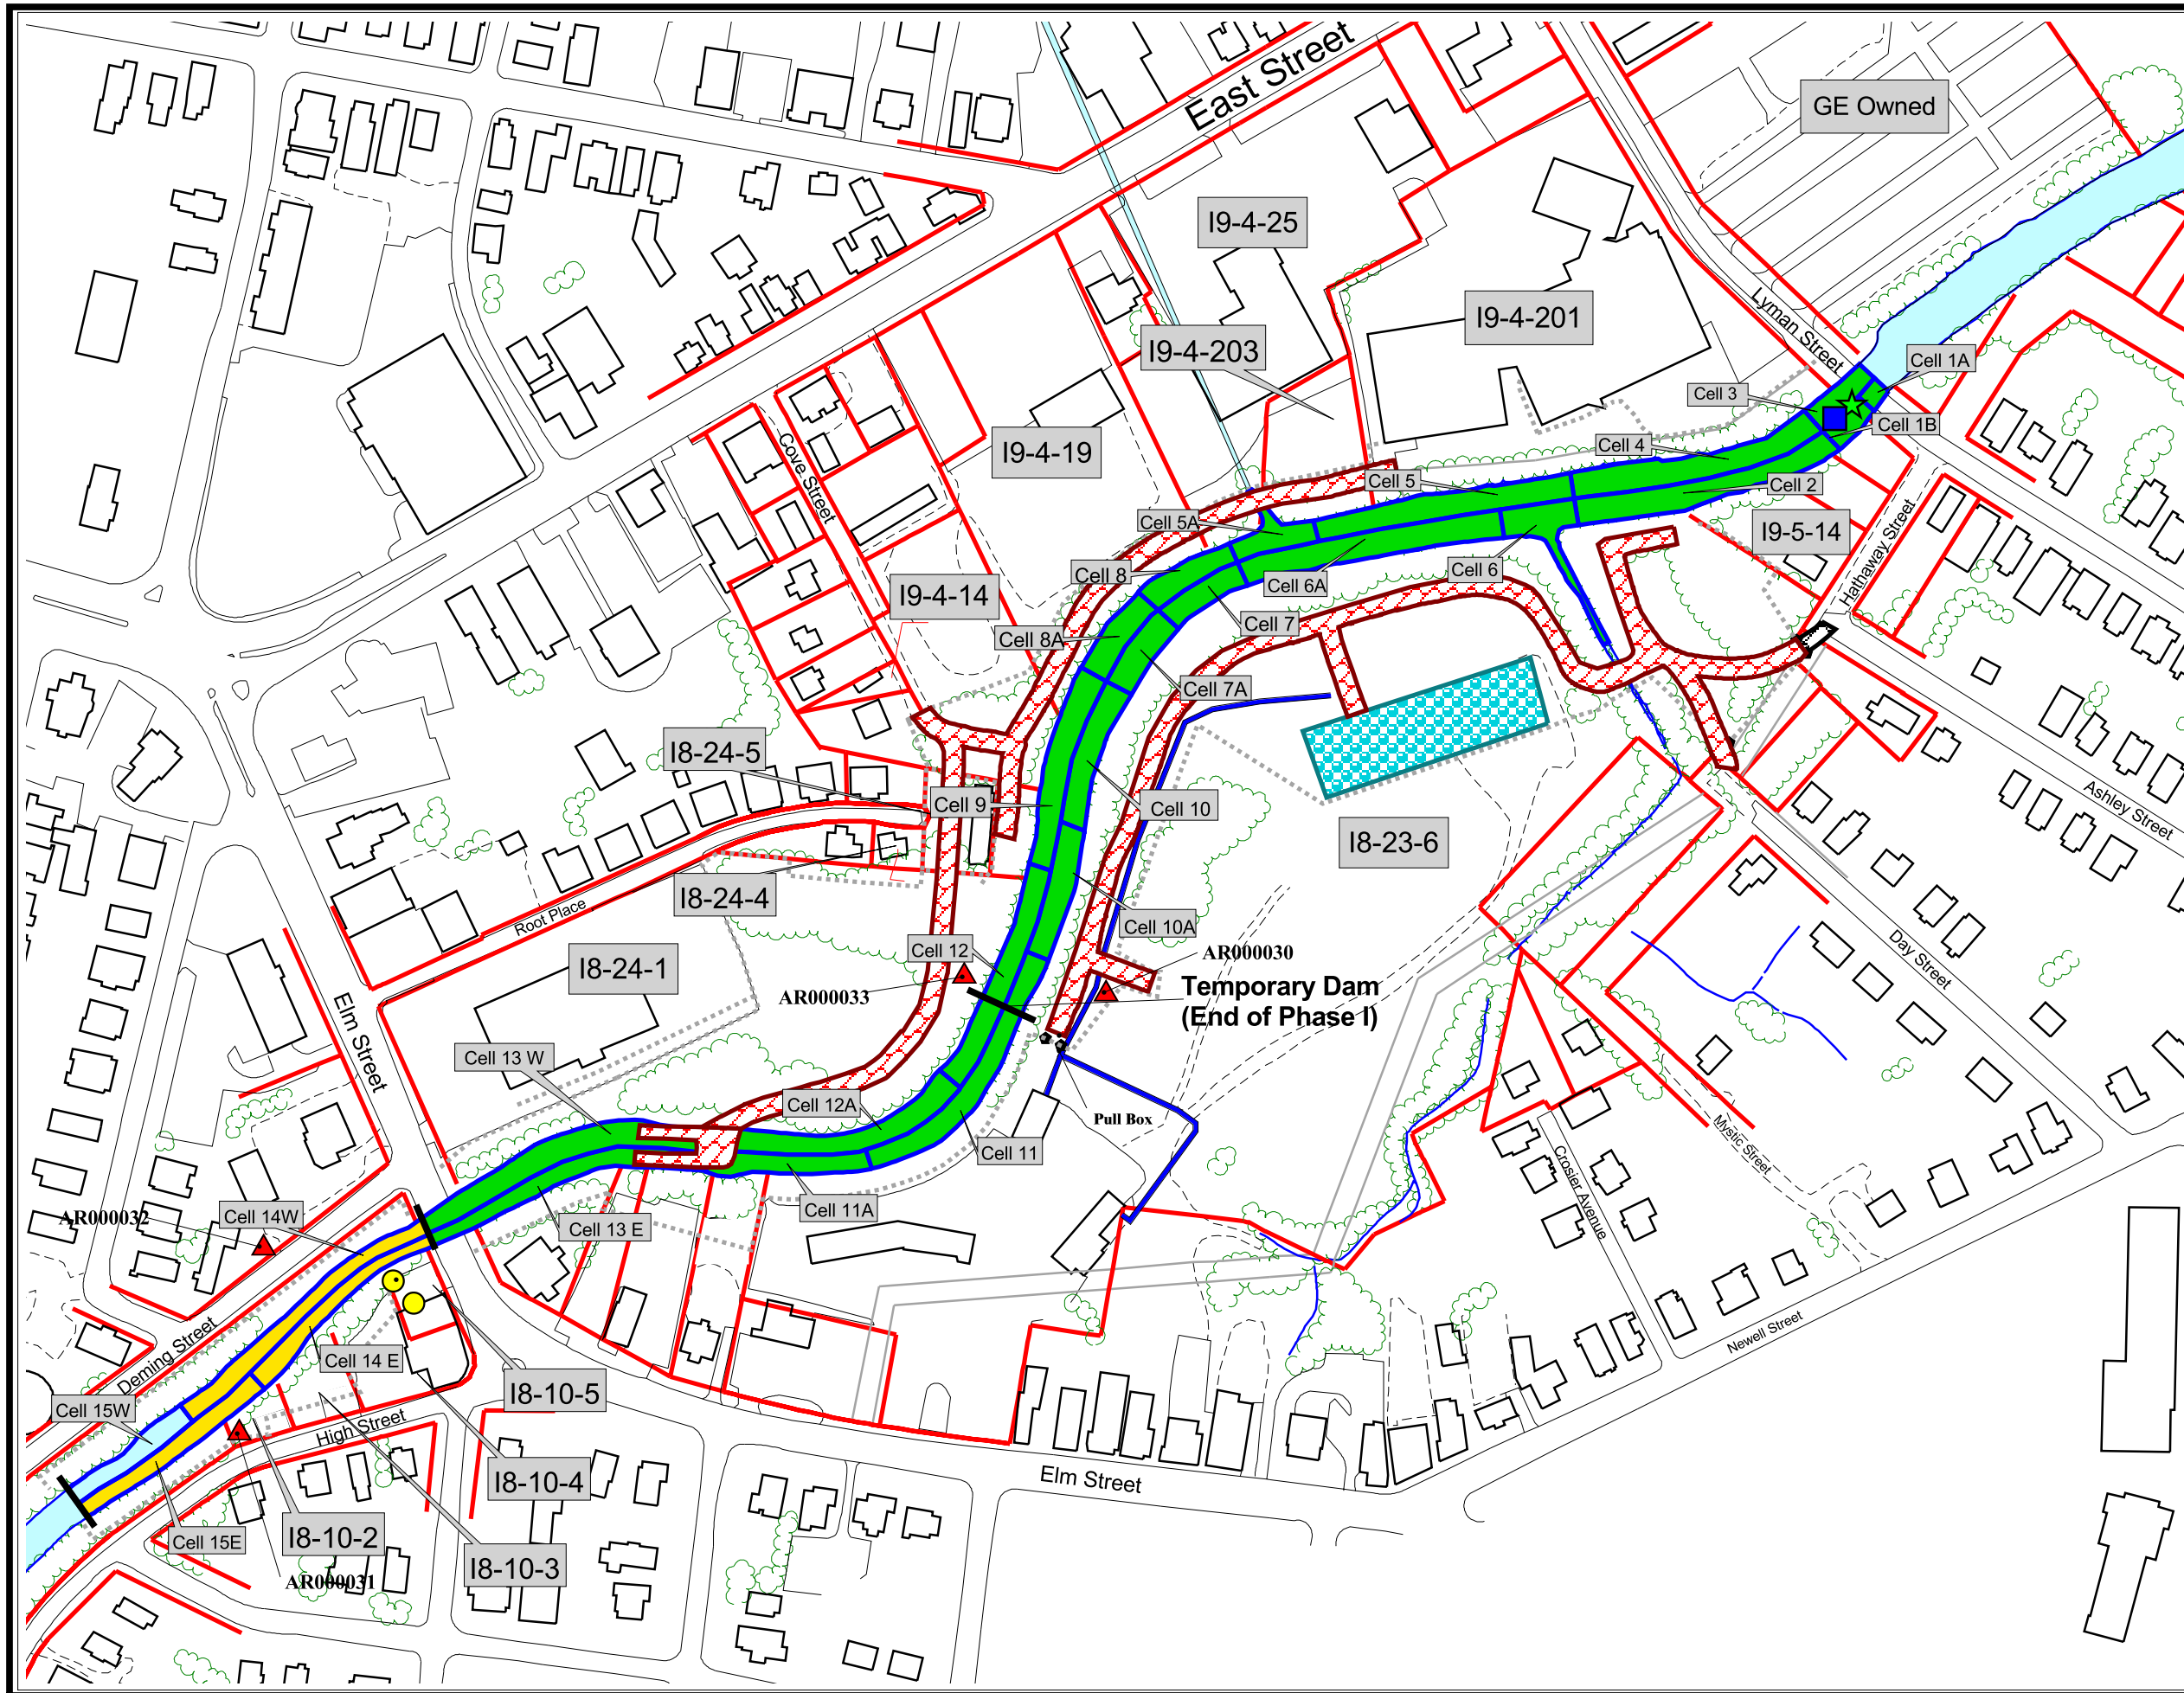 East Street
GE Owned
I9-4-25
I9-4-201
Lyman Street
I9-4-203
Cell 1A
Cell 3
Cell 1B
Cell 4
I9-4-19
Cove Street
Cell 5
Cell 2
Cell 5A
I9-5-14
Hathaway Street
Cell 8
Cell 6A
Cell 6
I9-4-14
Cell 7
Cell 8A
Cell 7A
I8-24-5
Cell 9
Cell 10
Ashley Street
I8-23-6
I8-24-4
Root Place
Cell 10A
Cell 12
AR000030
Day Street
I8-24-1
AR000033
Temporary Dam
(End of Phase I)
Elm Street
Cell 13 W
Cell 12A
Pull Box
Mystic Street
Cell 11
Crosier Avenue
Cell 11A
AR000032
Cell 14W
Cell 13 E
Newell Street
Deming Street
Cell 14 E
I8-10-5
Cell 15W
High Street
I8-10-4
Elm Street
Cell 15E
I8-10-2
I8-10-3
AR000031